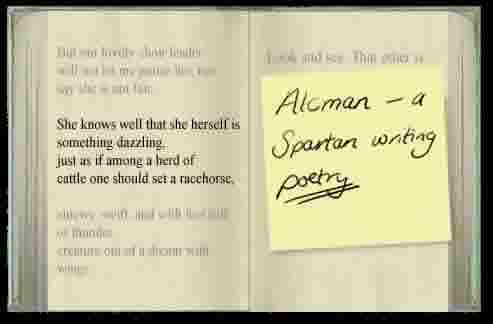 But our lovely choir leader
will not let me praise her, nor
say she is not fair.
She knows well that she herself is
something dazzling,
just as if among a herd of
cattle one should set a racehorse,
sinewy, swift, and with feet full
of thunder,
creature out of a dream with
wings.
Look and see. That other is
Alcman – a
Spartan writing
poetry